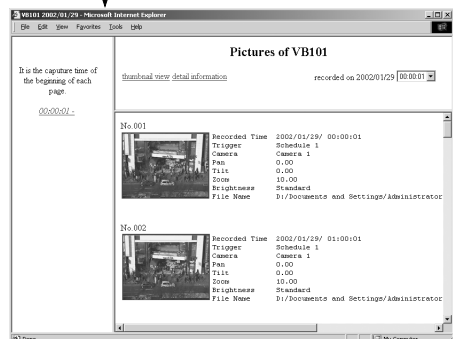 VB101 2002/01/29 - Microsoft Internet Explorer
File Edit View Favorites Tools Help
It is the caputure time of
the beginning of each
page.
00:00:01 -
Pictures of VB101
thumbnail view detail information
recorded on 2002/01/29 00:00:01
No.001
Recorded Time 2002/01/29/ 00:00:01
Trigger Schedule 1
Camera Camera 1
Pan 0.00
Tilt 0.00
Zoom 10.00
Brightness Standard
File Name D:/Documents and Settings/Administrator
No.002
Recorded Time 2002/01/29/ 01:00:01
Trigger Schedule 1
Camera Camera 1
Pan 0.00
Tilt 0.00
Zoom 10.00
Brightness Standard
File Name D:/Documents and Settings/Administrator
Done My Computer